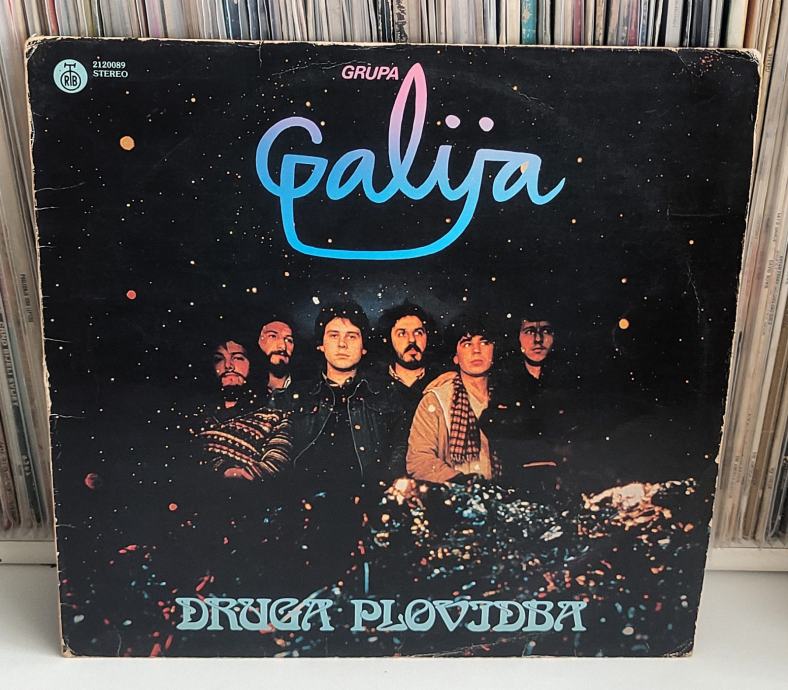 RTB
2120089
STEREO
GRUPA
Galija
DRUGA PLOVIDBA